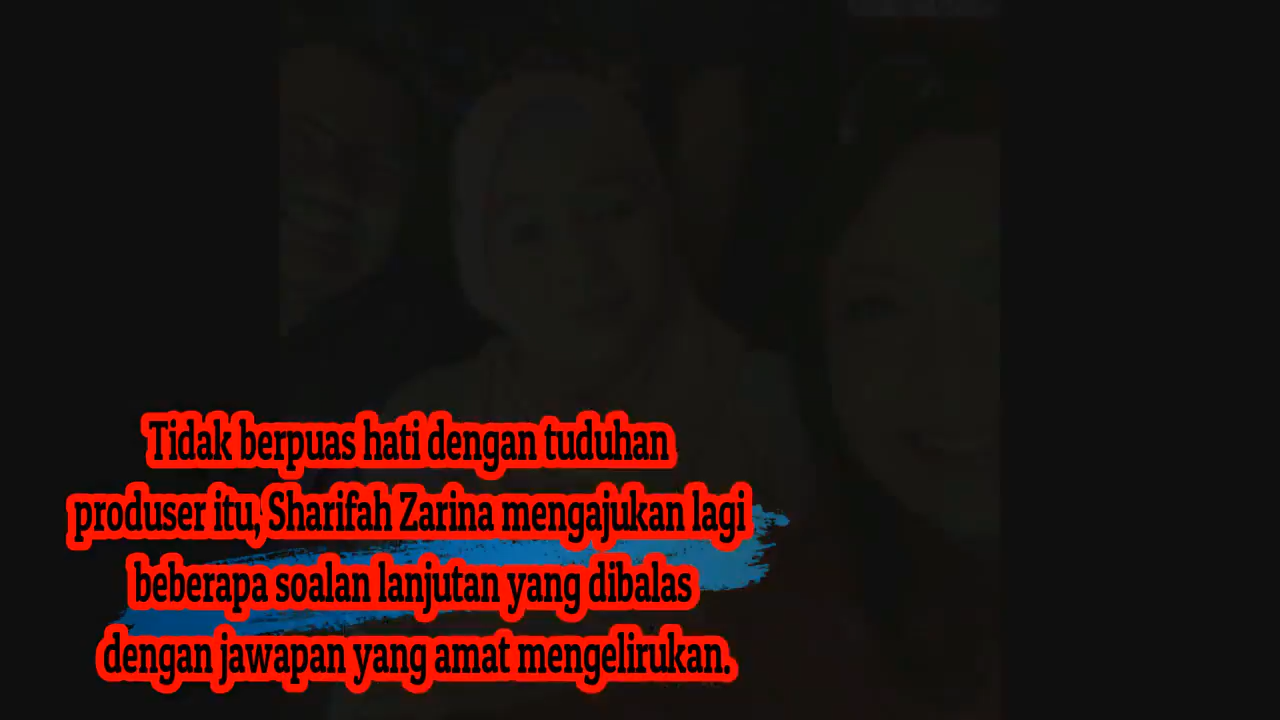 Tidak berpuas hati dengan tuduhan
produser itu, Sharifah Zarina mengajukan lagi
beberapa soalan lanjutan yang dibalas
dengan jawapan yang amat mengelirukan.